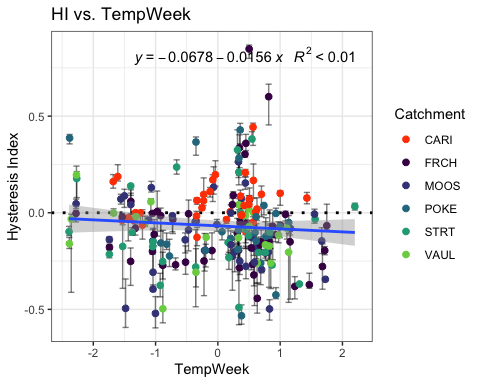 HI vs. TempWeek
y = −0.0678 − 0.0156 x R² < 0.01
0.5
0.0
-0.5
Hysteresis Index
-2 -1 0 1 2
TempWeek
Catchment
CARI
FRCH
MOOS
POKE
STRT
VAUL